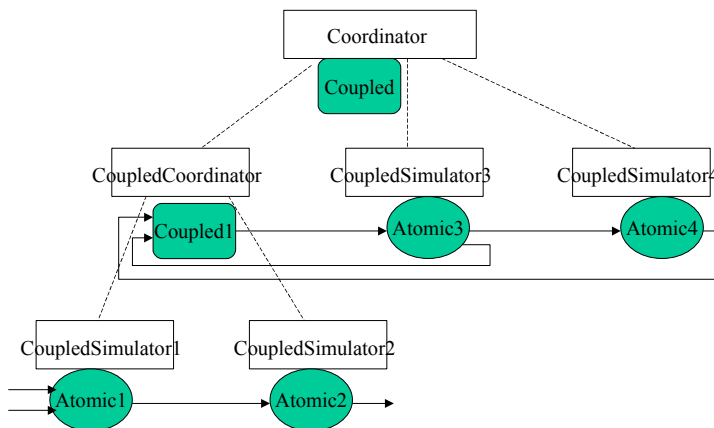 Coordinator
Coupled
CoupledCoordinator
CoupledSimulator3
CoupledSimulator4
Coupled1
Atomic3
Atomic4
CoupledSimulator1
CoupledSimulator2
Atomic1
Atomic2